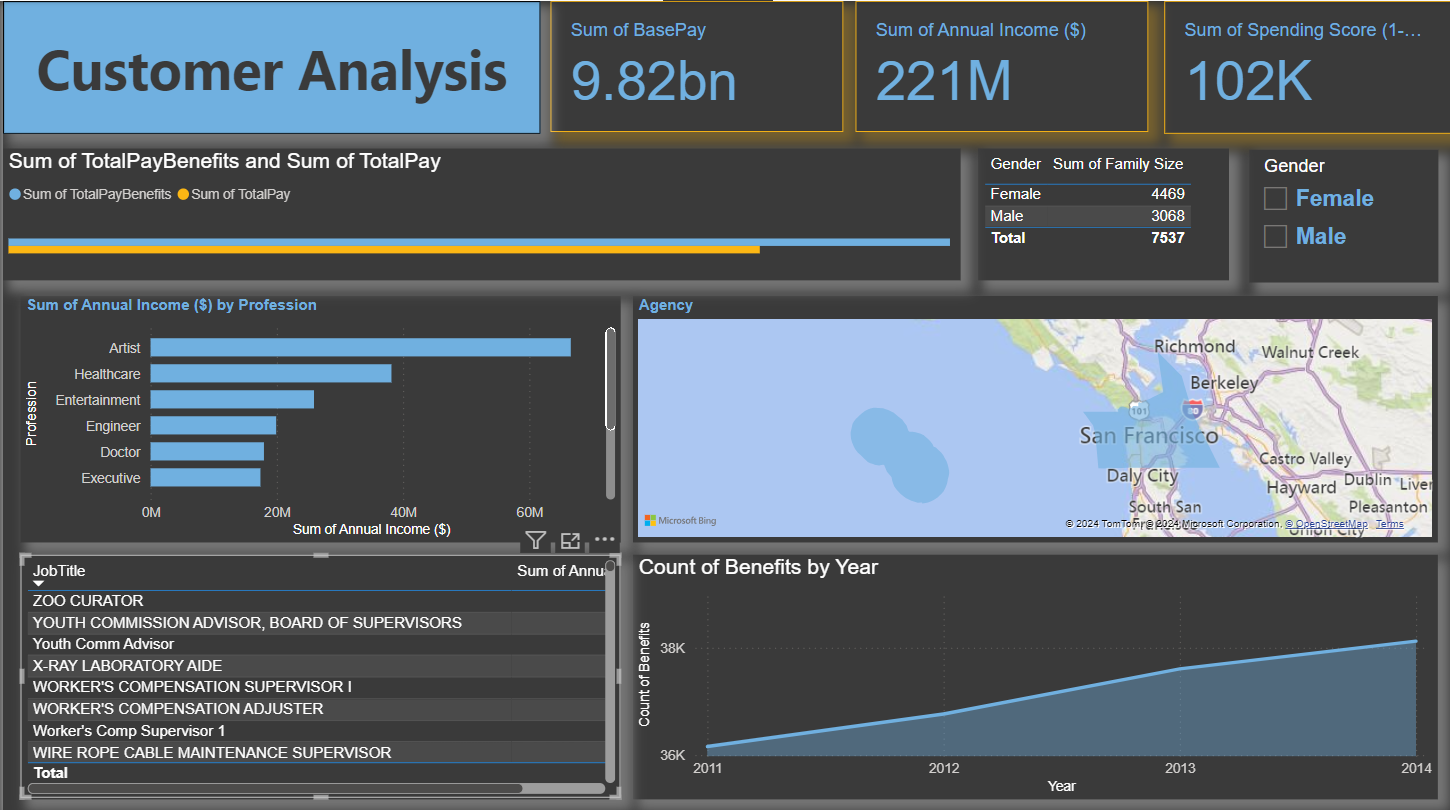 Customer Analysis
Sum of BasePay
9.82bn
Sum of Annual Income ($)
221M
Sum of Spending Score (1-...
102K
Sum of TotalPayBenefits and Sum of TotalPay
Sum of TotalPayBenefits Sum of TotalPay
Gender Sum of Family Size
Female 4469
Male 3068
Total 7537
Gender
Female
Male
Sum of Annual Income ($) by Profession
Profession
Artist
Healthcare
Entertainment
Engineer
Doctor
Executive
0M 20M 40M 60M
Sum of Annual Income ($)
Agency
Richmond
Walnut Creek
Berkeley
101
80
San Francisco
Castro Valley
Daly City
Hayward
Dublin
Liver
Pleasanton
South San
Union City
Microsoft Bing
© 2024 TomTom, © 2024 Microsoft Corporation, © OpenStreetMap Terms
JobTitle Sum of Annu
ZOO CURATOR
YOUTH COMMISSION ADVISOR, BOARD OF SUPERVISORS
Youth Comm Advisor
X-RAY LABORATORY AIDE
WORKER'S COMPENSATION SUPERVISOR I
WORKER'S COMPENSATION ADJUSTER
Worker's Comp Supervisor 1
WIRE ROPE CABLE MAINTENANCE SUPERVISOR
Total
Count of Benefits by Year
Count of Benefits
38K
36K
2011 2012 2013 2014
Year